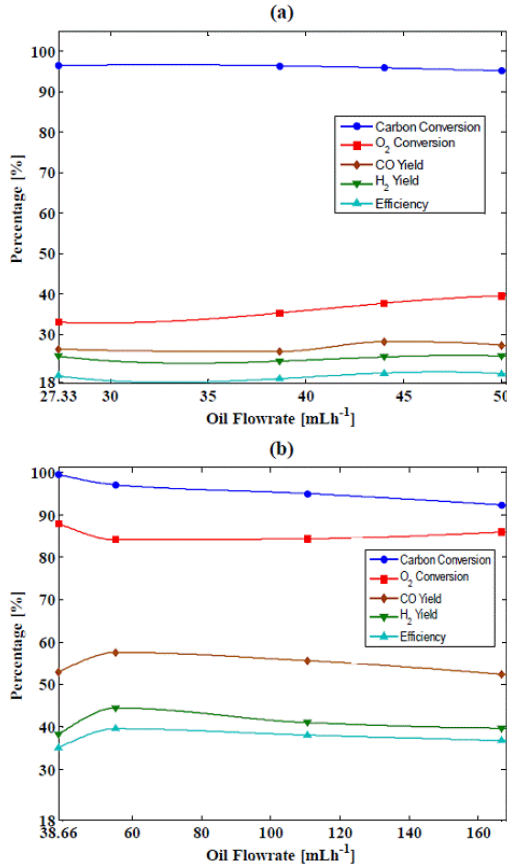 (a)
100
90
80
70
60
50
40
30
18
Percentage [%]
Carbon Conversion
O2 Conversion
CO Yield
H2 Yield
Efficiency
27.33
30
35
40
45
50
Oil Flowrate [mLh-1]
(b)
100
90
80
70
60
50
40
30
18
Percentage [%]
Carbon Conversion
O2 Conversion
CO Yield
H2 Yield
Efficiency
38.66
60
80
100
120
140
160
Oil Flowrate [mLh-1]